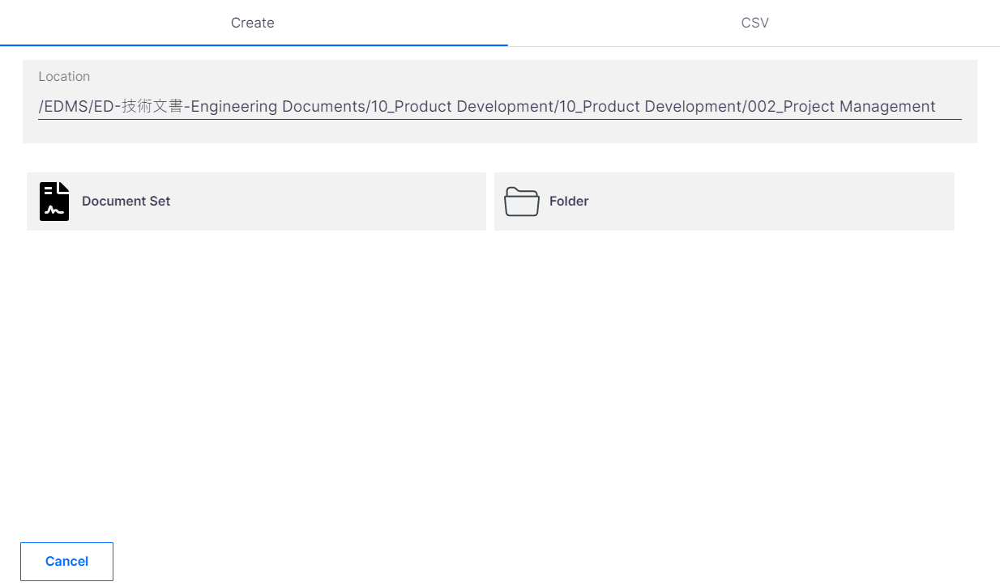 Create
CSV
Location
/EDMS/ED-技術文書-Engineering Documents/10_Product Development/10_Product Development/002_Project Management
Document Set
Folder
Cancel